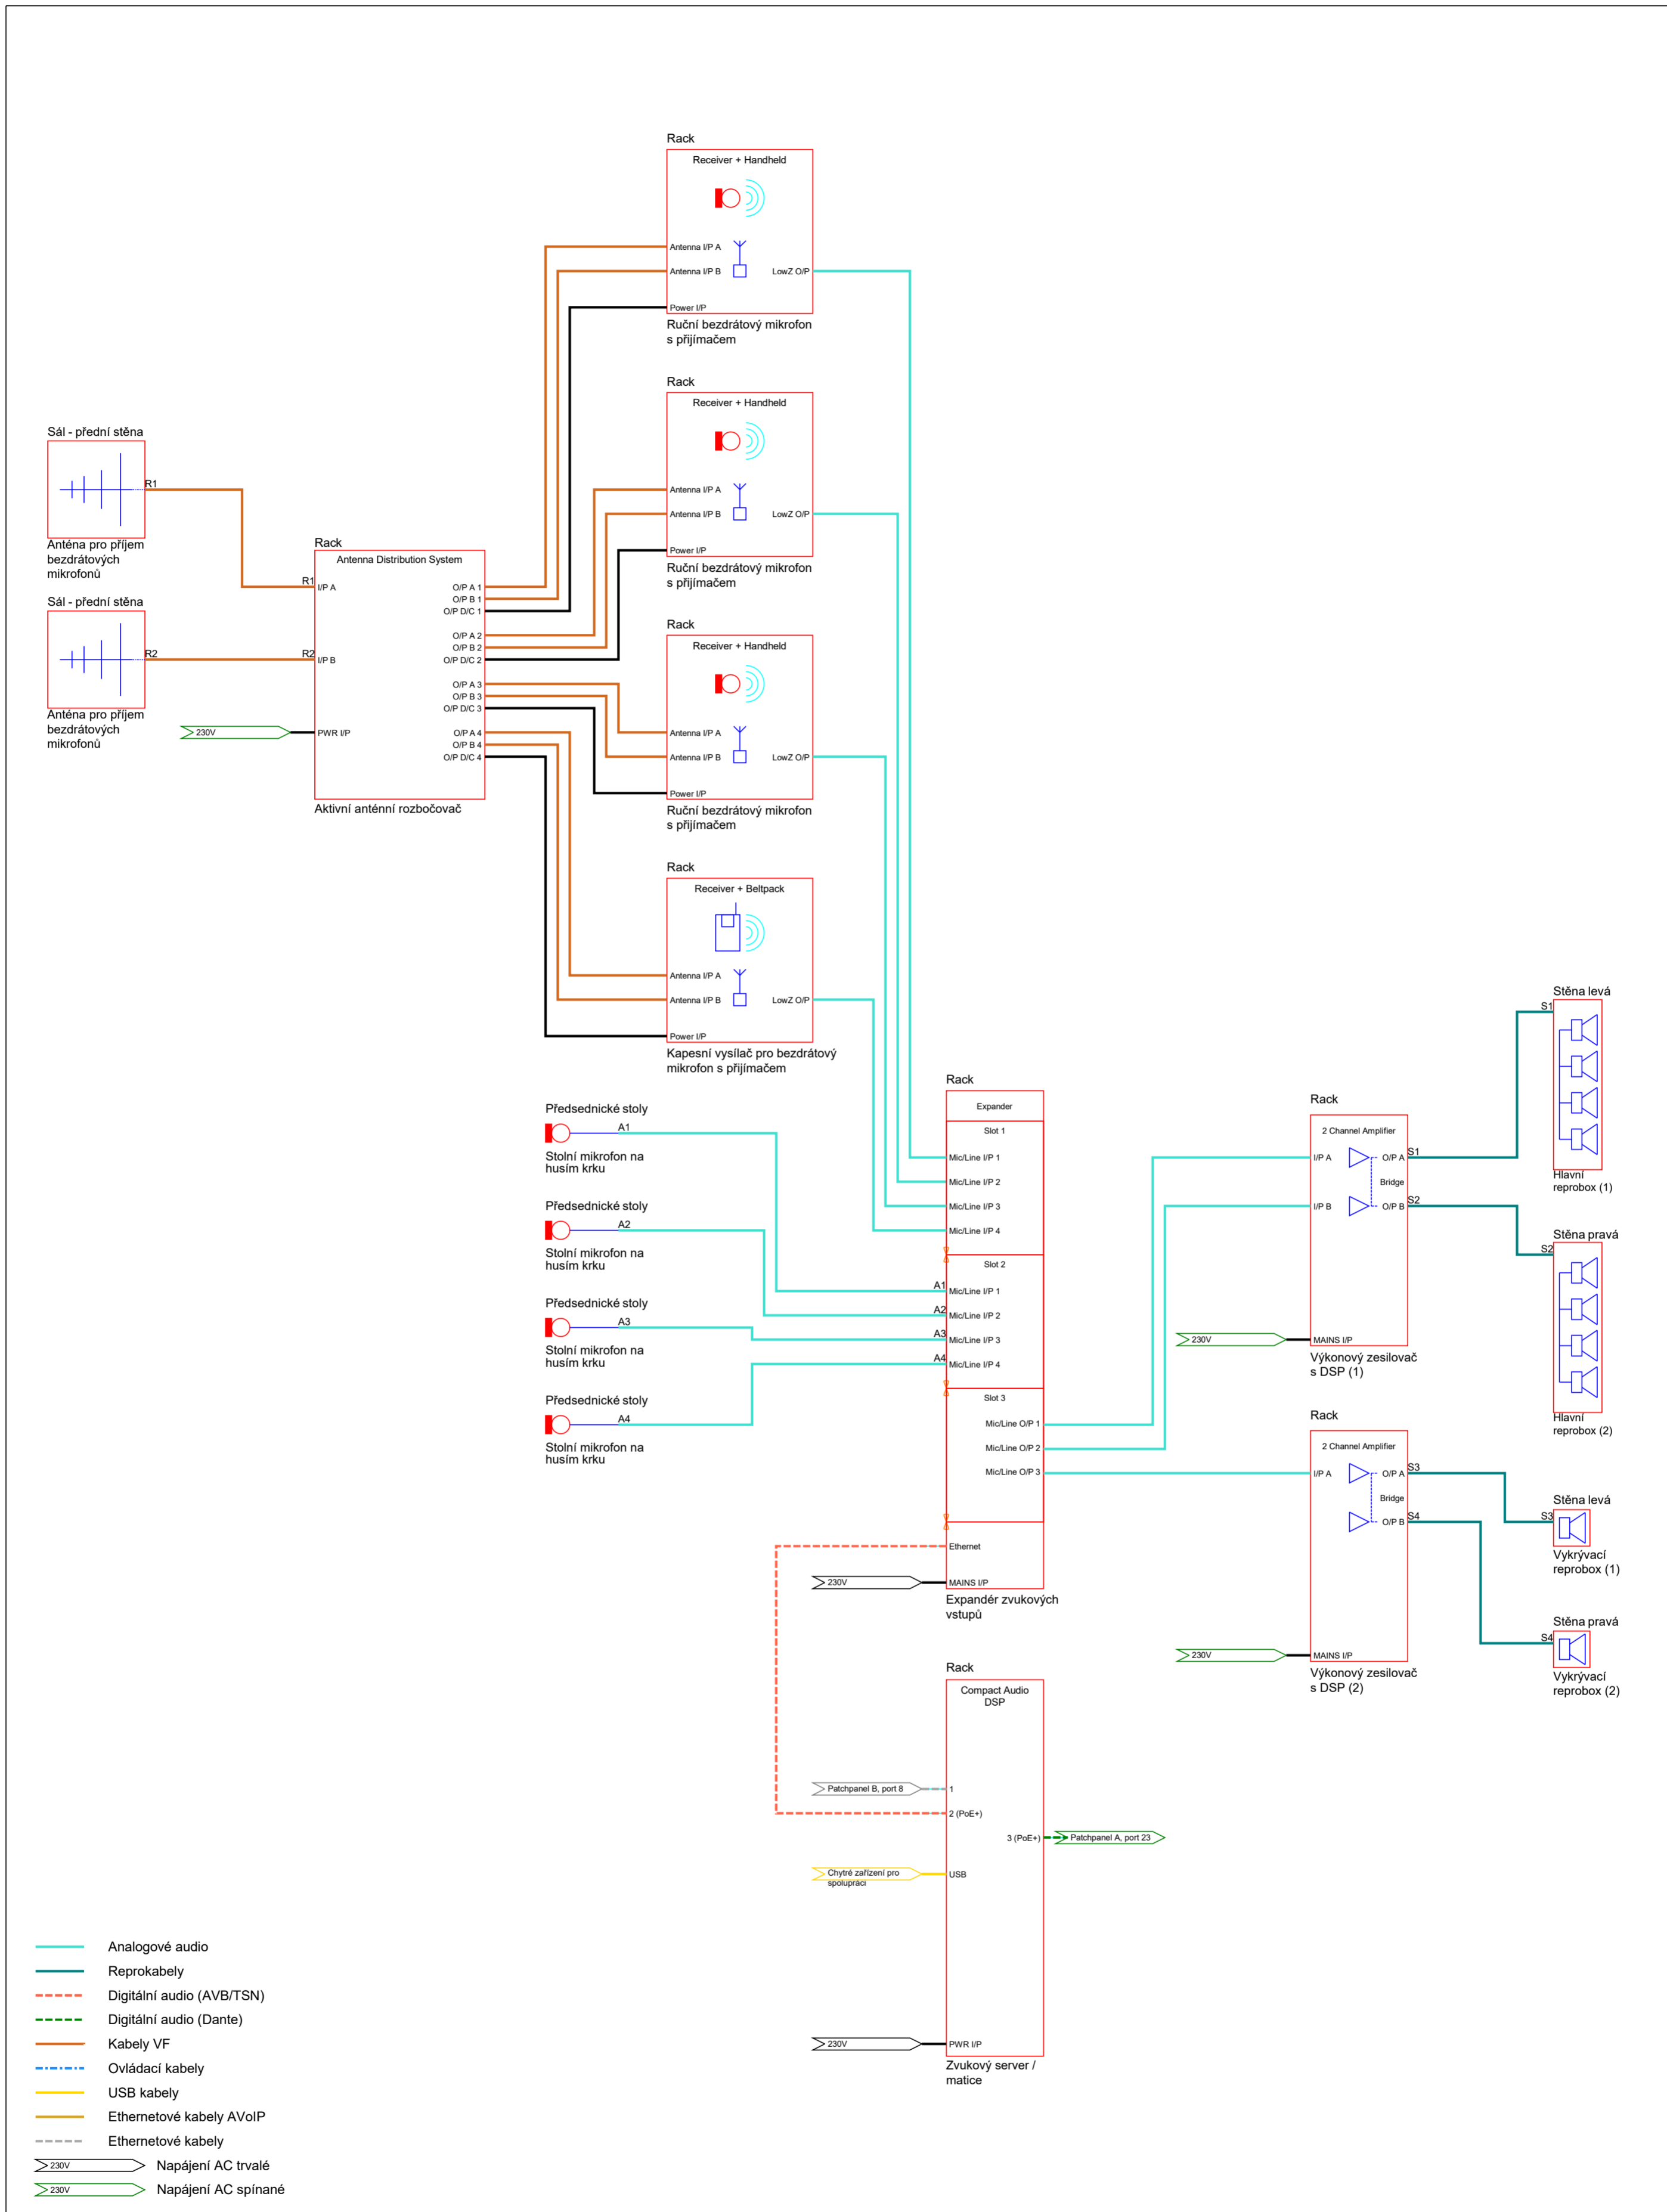 Rack
Receiver + Handheld
Antenna I/P A
Antenna I/P B
LowZ O/P
Power I/P
Ruční bezdrátový mikrofon
s přijímačem
Rack
Receiver + Handheld
Antenna I/P A
Antenna I/P B
LowZ O/P
Power I/P
Ruční bezdrátový mikrofon
s přijímačem
Sál - přední stěna
R1
Anténa pro příjem
bezdrátových
mikrofonů
Sál - přední stěna
R2
Anténa pro příjem
bezdrátových
mikrofonů
230V
Rack
Antenna Distribution System
R1
I/P A
R2
I/P B
PWR I/P
O/P A 1
O/P B 1
O/P D/C 1
O/P A 2
O/P B 2
O/P D/C 2
O/P A 3
O/P B 3
O/P D/C 3
O/P A 4
O/P B 4
O/P D/C 4
Aktivní anténní rozbočovač
Rack
Receiver + Handheld
Antenna I/P A
Antenna I/P B
LowZ O/P
Power I/P
Ruční bezdrátový mikrofon
s přijímačem
Rack
Receiver + Beltpack
Antenna I/P A
Antenna I/P B
LowZ O/P
Power I/P
Kapesní vysílač pro bezdrátový
mikrofon s přijímačem
Předsednické stoly
A1
Stolní mikrofon na
husím krku
Předsednické stoly
A2
Stolní mikrofon na
husím krku
Předsednické stoly
A3
Stolní mikrofon na
husím krku
Předsednické stoly
A4
Stolní mikrofon na
husím krku
Rack
Expander
Slot 1
Mic/Line I/P 1
Mic/Line I/P 2
Mic/Line I/P 3
Mic/Line I/P 4
Slot 2
A1
Mic/Line I/P 1
A2
Mic/Line I/P 2
A3
Mic/Line I/P 3
A4
Mic/Line I/P 4
Slot 3
Mic/Line O/P 1
Mic/Line O/P 2
Mic/Line O/P 3
Ethernet
230V
MAINS I/P
Expandér zvukových
vstupů
Rack
2 Channel Amplifier
I/P A
O/P A
S1
Bridge
I/P B
O/P B
S2
230V
MAINS I/P
Výkonový zesilovač
s DSP (1)
Rack
2 Channel Amplifier
I/P A
O/P A
S3
Bridge
O/P B
S4
230V
MAINS I/P
Výkonový zesilovač
s DSP (2)
Stěna levá
S1
Hlavní
reprobox (1)
Stěna pravá
S2
Hlavní
reprobox (2)
Stěna levá
S3
Vykrývací
reprobox (1)
Stěna pravá
S4
Vykrývací
reprobox (2)
Rack
Compact Audio
DSP
Patchpanel B, port 8
1
2 (PoE+)
3 (PoE+)
Patchpanel A, port 23
Chytré zařízení pro
spolupráci
USB
230V
PWR I/P
Zvukový server /
matice
Analogové audio
Reprokabely
Digitální audio (AVB/TSN)
Digitální audio (Dante)
Kabely VF
Ovládací kabely
USB kabely
Ethernetové kabely AVoIP
Ethernetové kabely
230V
Napájení AC trvalé
230V
Napájení AC spínané